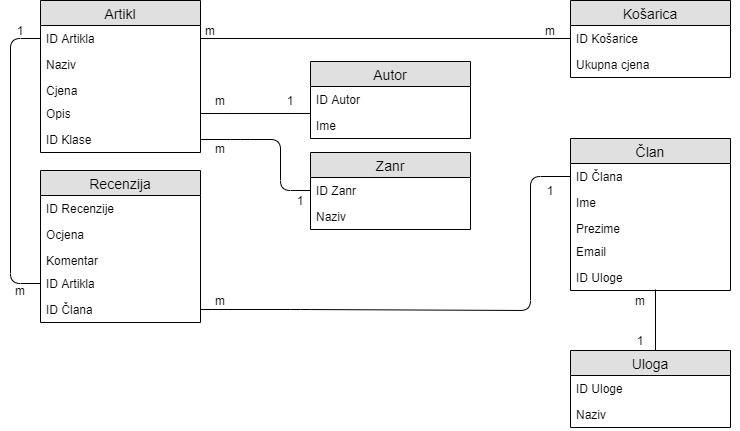 Artikl
ID Artikla
Naziv
Cjena
Opis
ID Klase
1
m
m
Košarica
ID Košarice
Ukupna cjena
m
1
m
1
Autor
ID Autor
Ime
Zanr
ID Zanr
Naziv
Recenzija
ID Recenzije
Ocjena
Komentar
ID Artikla
ID Člana
m
m
1
Član
ID Člana
Ime
Prezime
Email
ID Uloge
m
1
Uloga
ID Uloge
Naziv